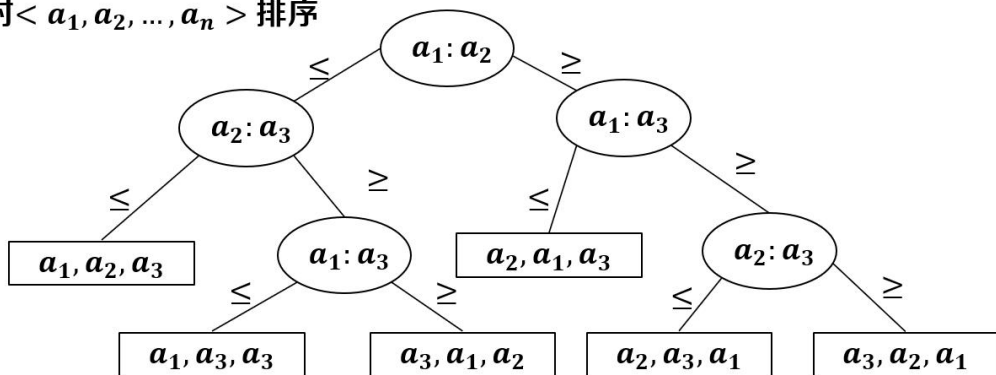 对< a₁, a₂, …, aₙ > 排序
a₁: a₂
≤ ≥
a₂: a₃ a₁: a₃
≤ ≥ ≤ ≥
a₁, a₂, a₃ a₁: a₃ a₂, a₁, a₃ a₂: a₃
≤ ≥ ≤ ≥
a₁, a₃, a₃ a₃, a₁, a₂ a₂, a₃, a₁ a₃, a₂, a₁